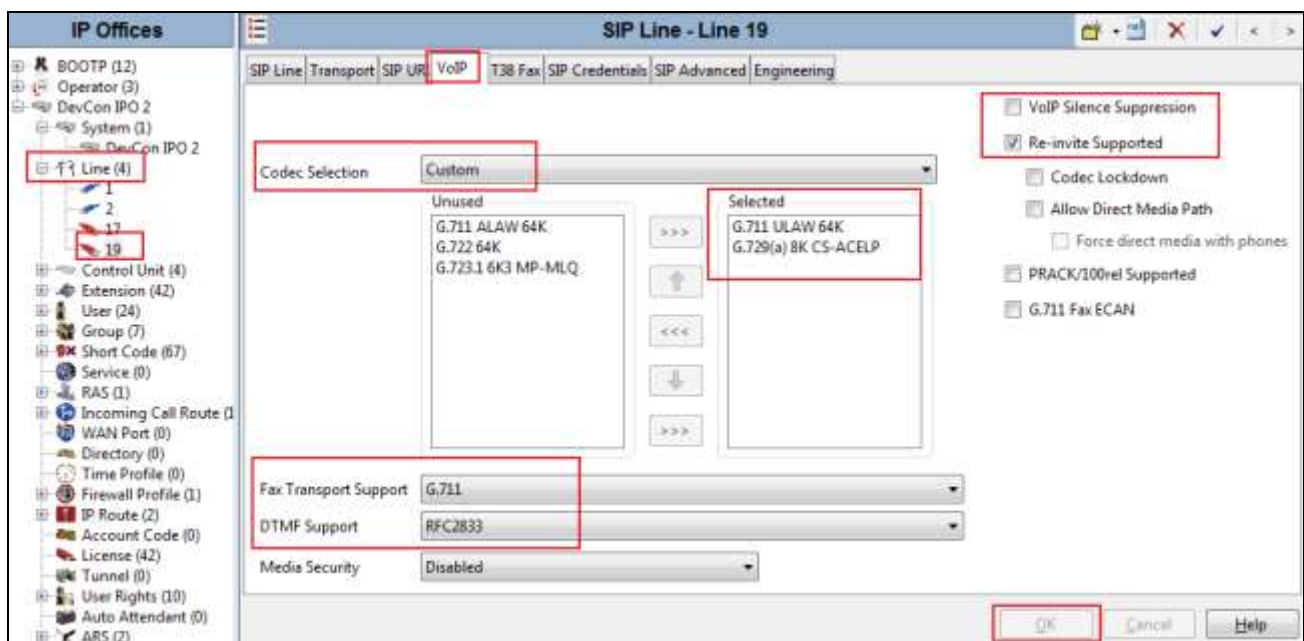 IP Offices
BOOTP (12)
Operator (3)
DevCon IPO 2
System (1)
DevCon IPO 2
Line (4)
1
2
17
19
Control Unit (4)
Extension (42)
User (24)
Group (7)
Short Code (67)
Service (0)
RAS (1)
Incoming Call Route (1
WAN Port (0)
Directory (0)
Time Profile (0)
Firewall Profile (1)
IP Route (2)
Account Code (0)
License (42)
Tunnel (0)
User Rights (10)
Auto Attendant (0)
ARS (2)
SIP Line - Line 19
SIP Line Transport SIP UR VoIP T38 Fax SIP Credentials SIP Advanced Engineering
Codec Selection Custom
Unused
G.711 ALAW 64K
G.722 64K
G.723.1 6K3 MP-MLQ
>>>
<<<
>>>
Selected
G.711 ULAW 64K
G.729(a) 8K CS-ACELP
VoIP Silence Suppression
Re-invite Supported
Codec Lockdown
Allow Direct Media Path
Force direct media with phones
PRACK/100rel Supported
G.711 Fax ECAN
Fax Transport Support G.711
DTMF Support RFC2833
Media Security Disabled
OK Cancel Help